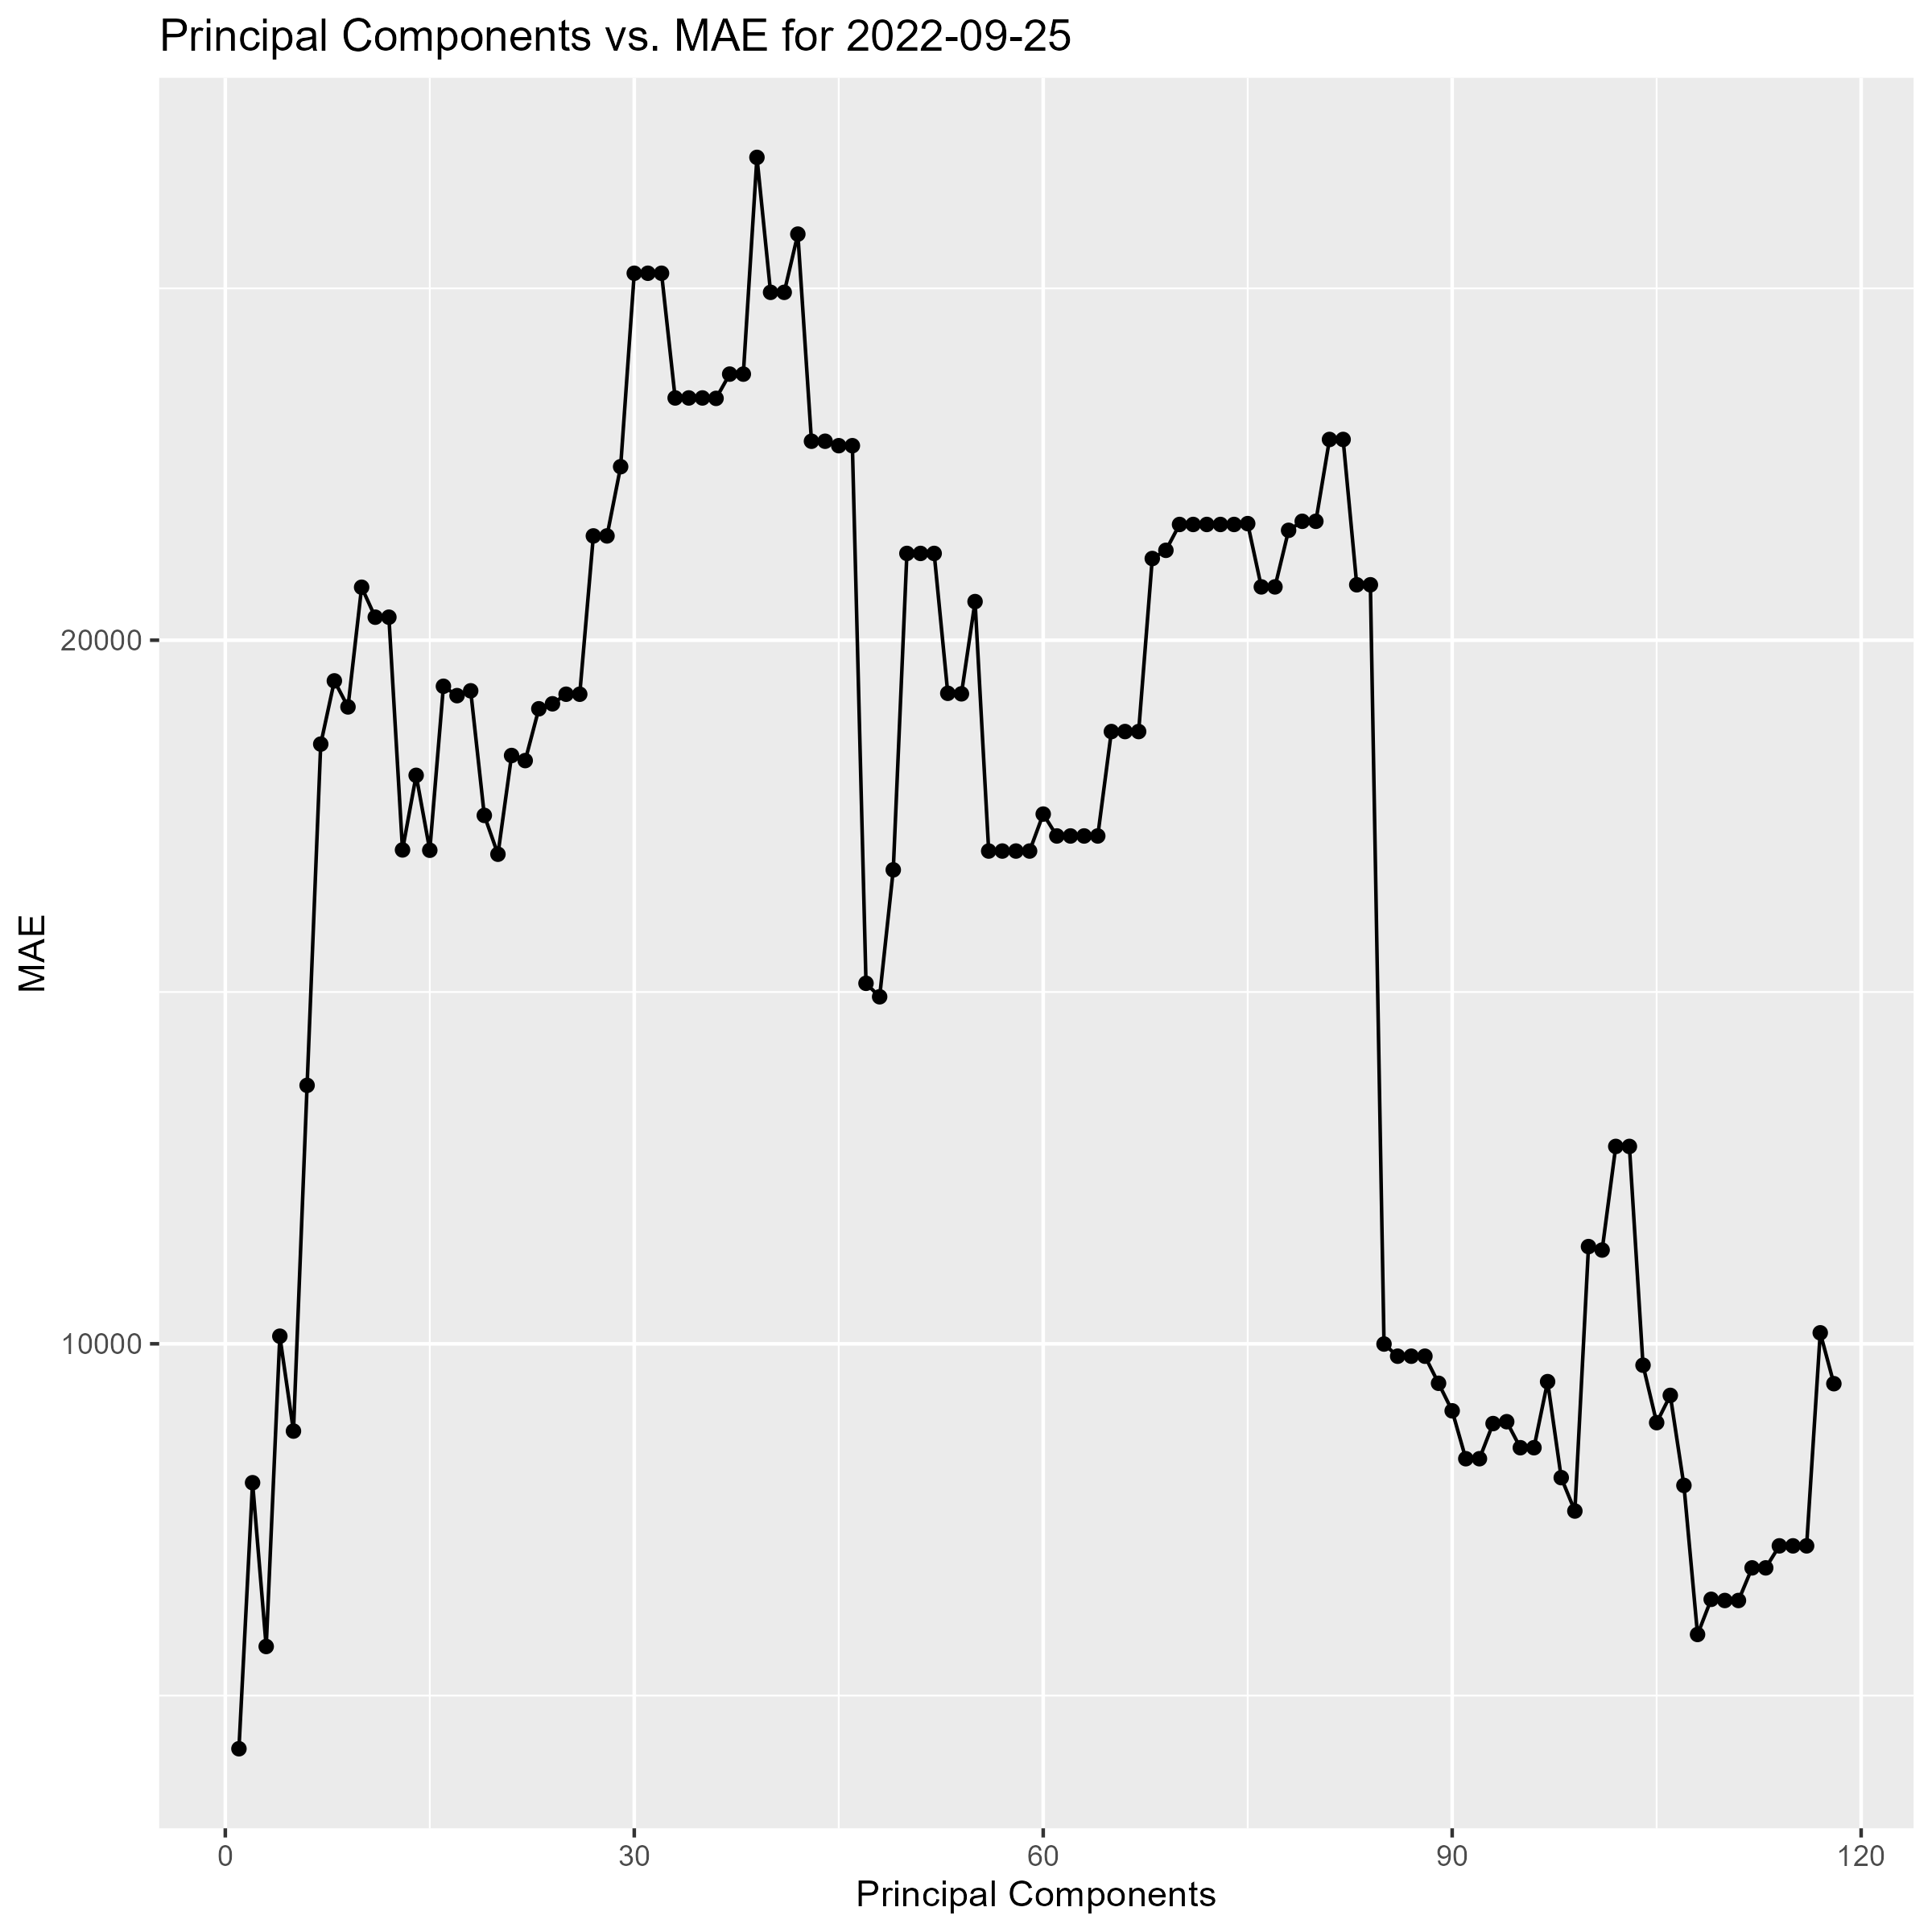 Principal Components vs. MAE for 2022-09-25
MAE
20000
10000
0 30 60 90 120
Principal Components